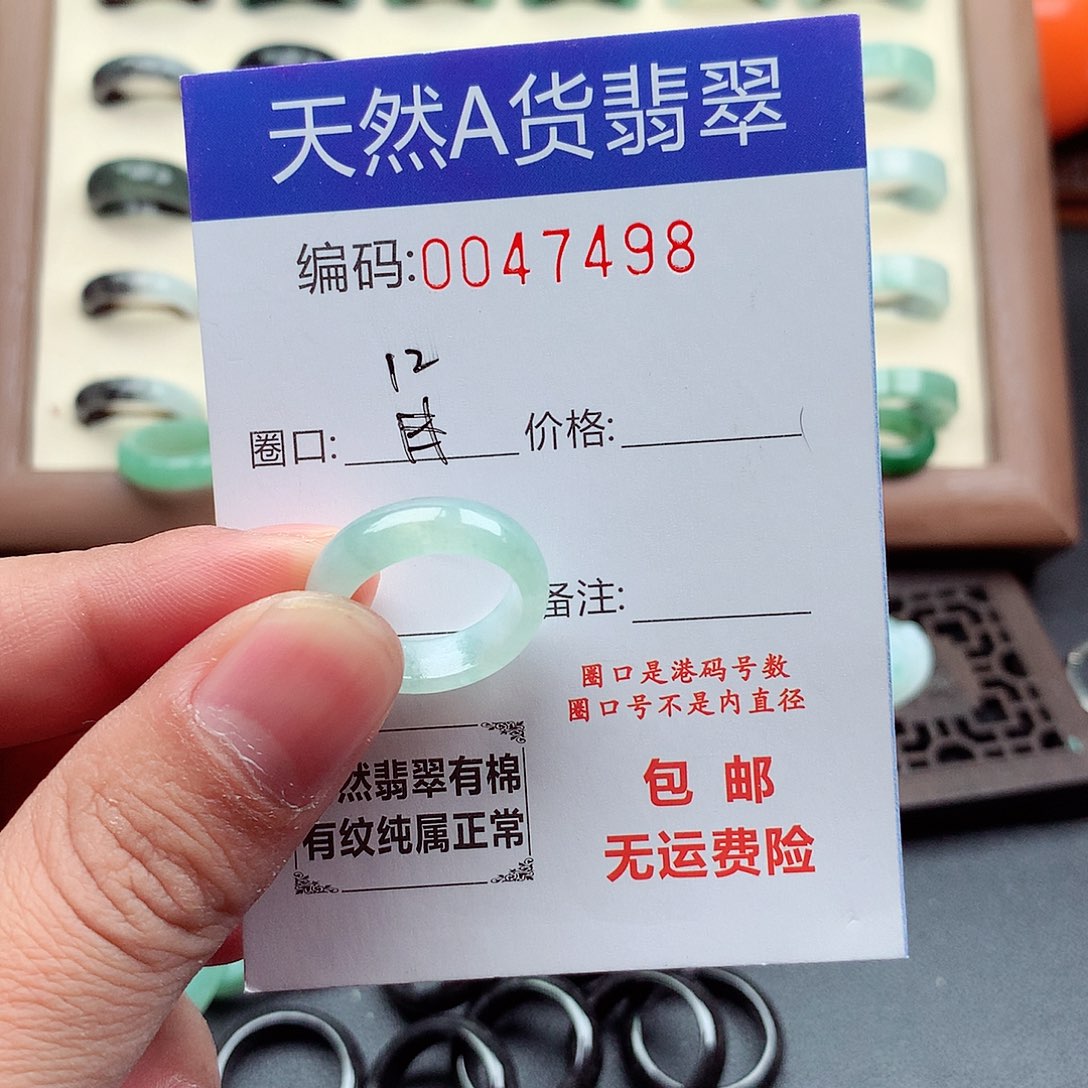 天然A货翡翠
编码:0047498
12
圈口: 价格:
备注:
圈口是港码号数
圈口号不是内直径
然翡翠有棉
有纹纯属正常
包 邮
无运费险